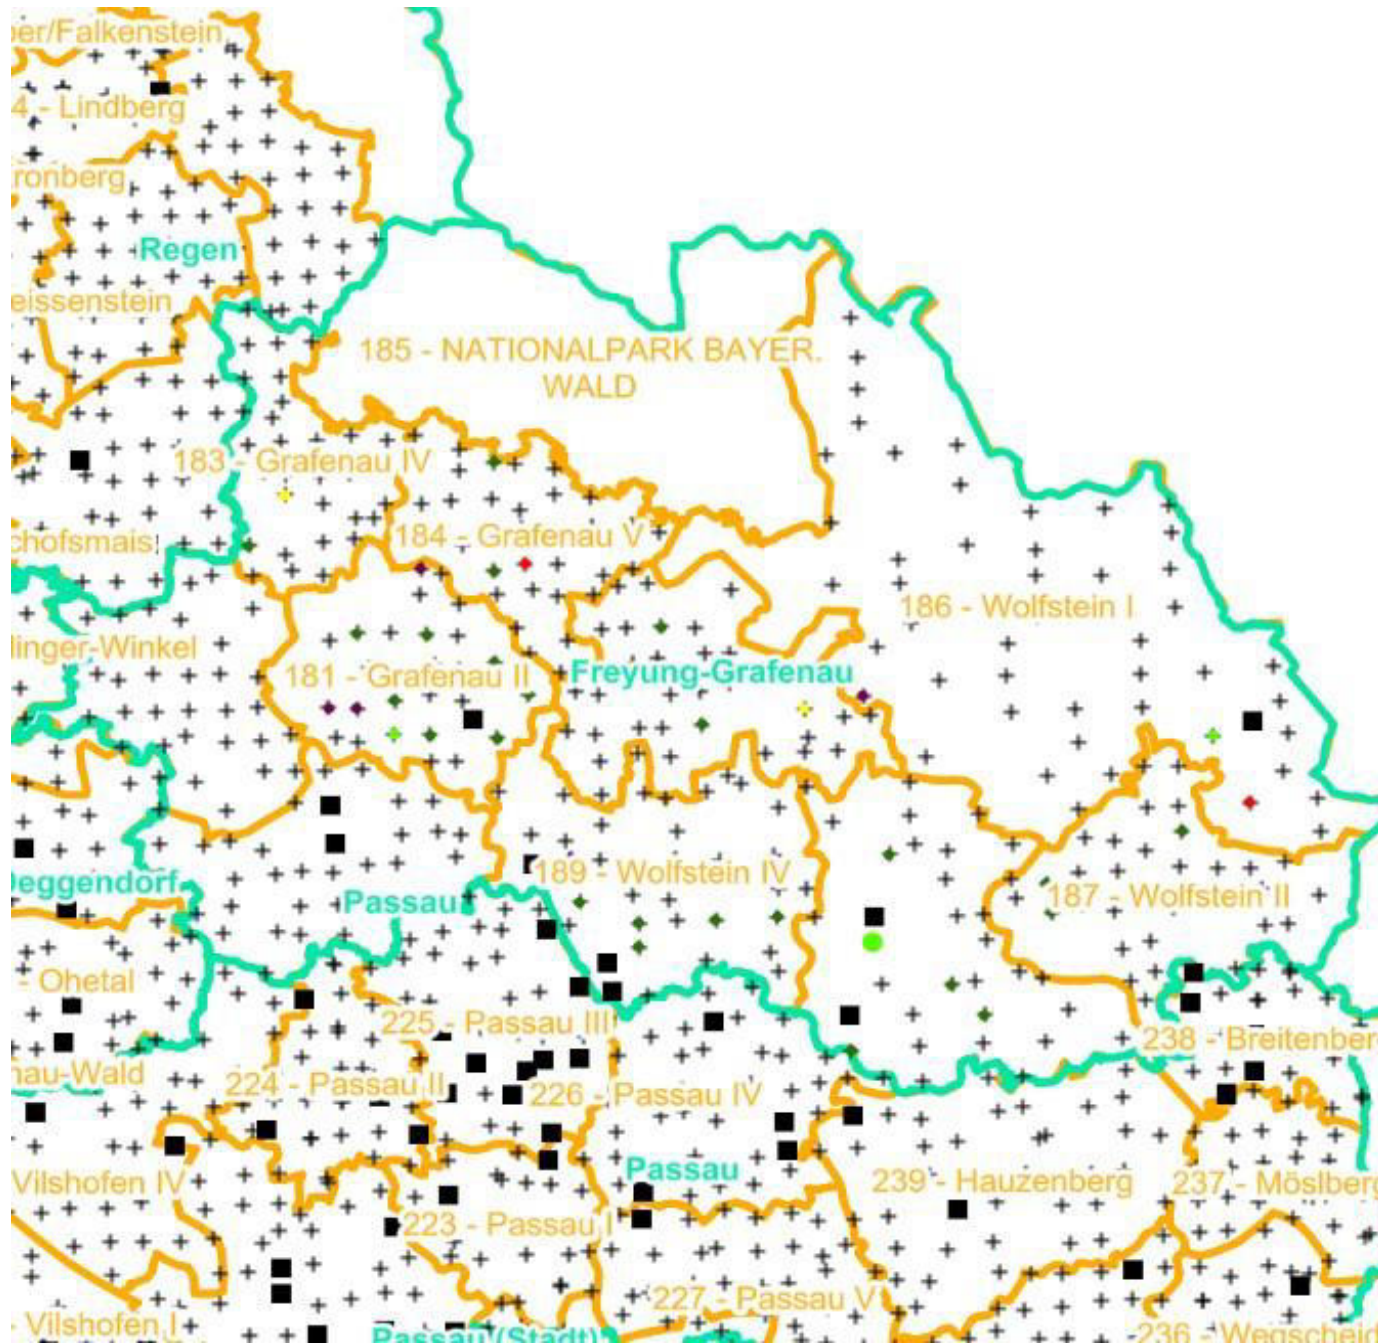 er/Falkenstein
4 - Lindberg
ronberg
Regen
eissenstein
185 - NATIONALPARK BAYER.
WALD
183 - Grafenau IV
184 - Grafenau V
chofsmais
186 - Wolfstein I
linger-Winkel
181 - Grafenau II
Freyung-Grafenau
189 - Wolfstein IV
Deggendorf
187 - Wolfstein II
Passau
- Ohetal
225 - Passau III
238 - Breitenber
nau-Wald
224 - Passau II
226 - Passau IV
Passau
Vilshofen IV
239 - Hauzenberg
237 - Möslberg
223 - Passau I
227 - Passau V
- Vilshofen I
Passau (Stadt)
236 - Wegscheid